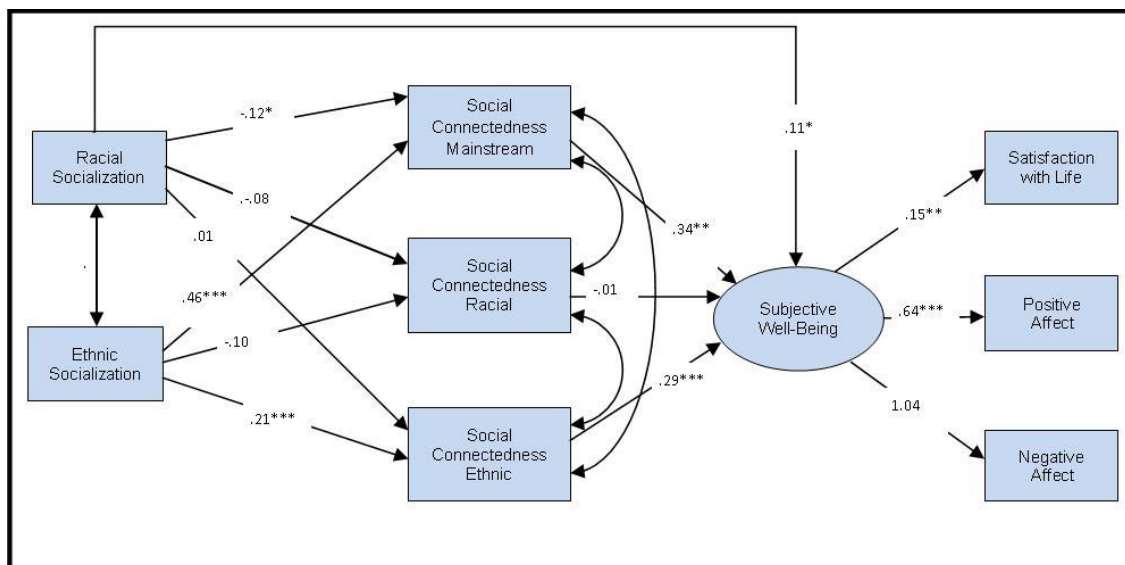 Racial
Socialization
Ethnic
Socialization
-.12*
.-.08
.01
.
.46***
-.10
.21***
Social
Connectedness
Mainstream
Social
Connectedness
Racial
Social
Connectedness
Ethnic
.11*
.34**
-.01
.29***
Subjective
Well-Being
.15**
.64***
1.04
Satisfaction
with Life
Positive
Affect
Negative
Affect